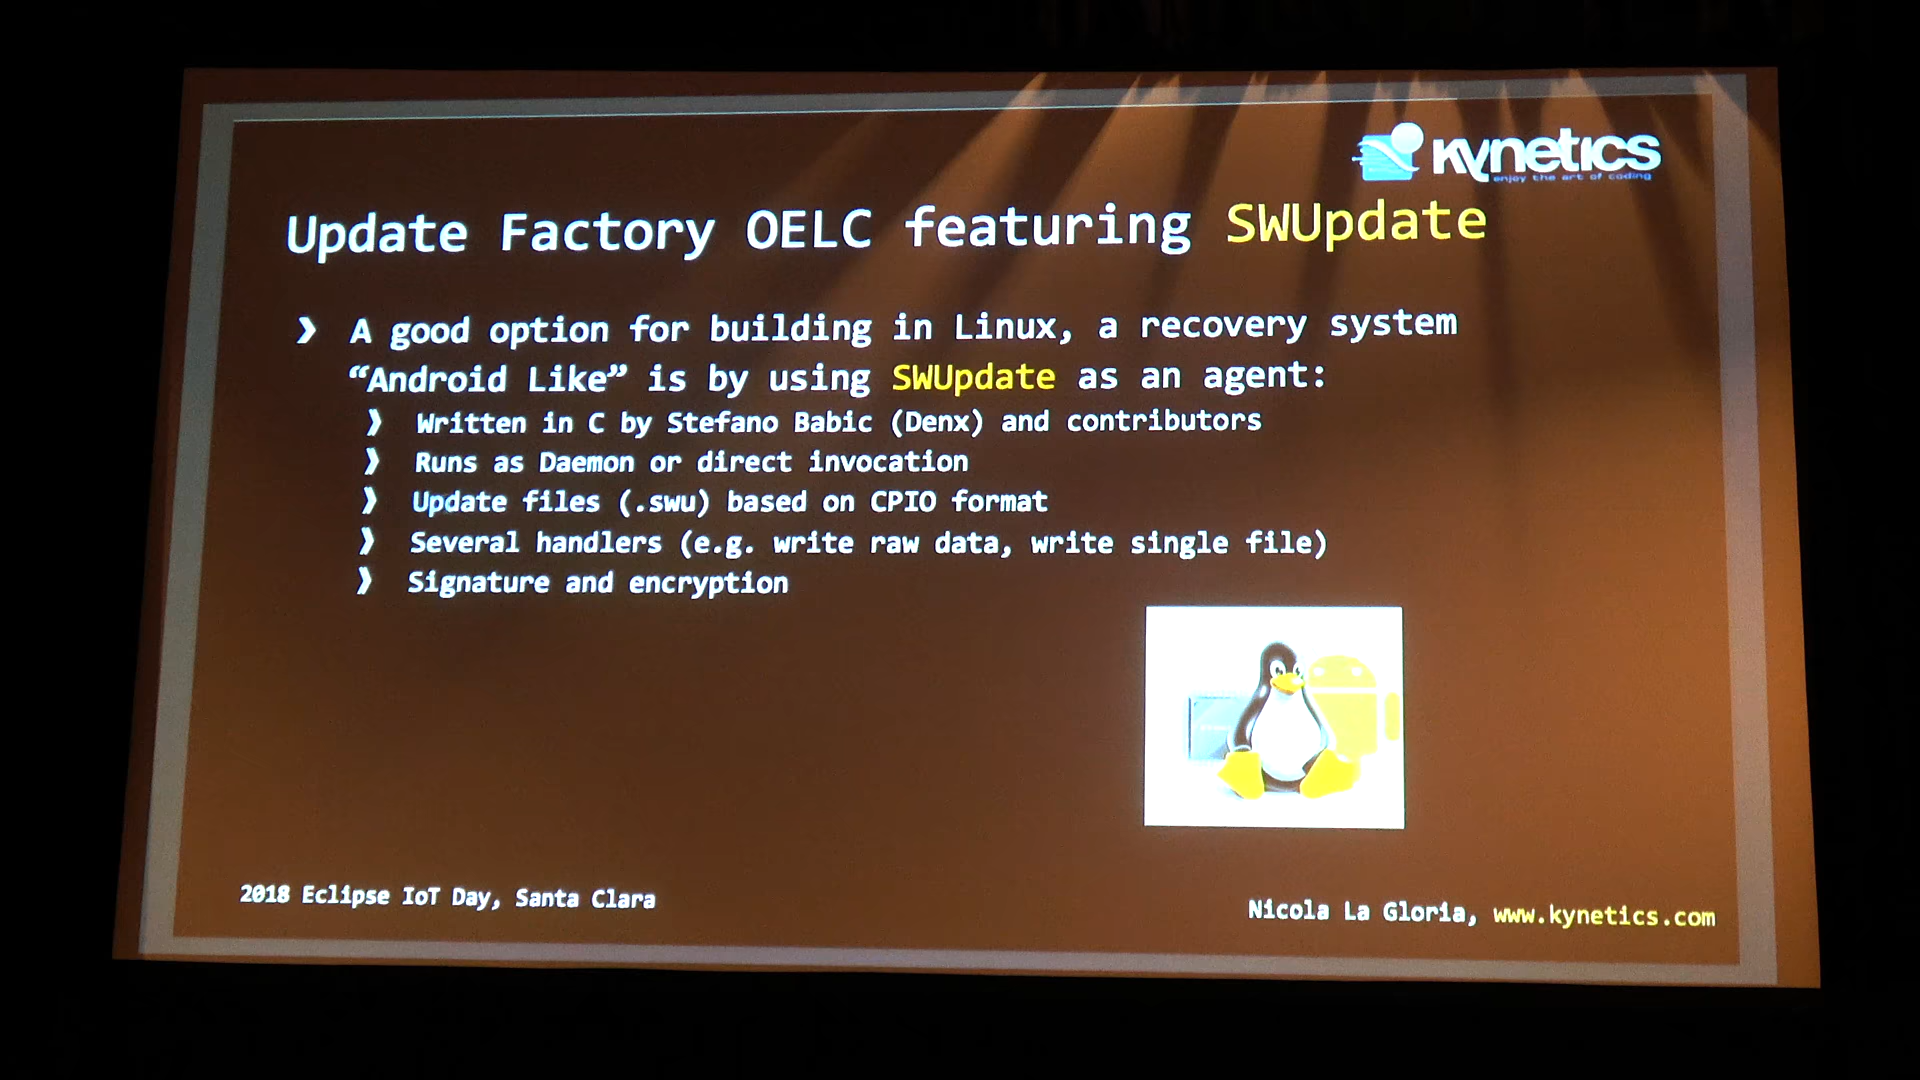 kynetics
enjoy the art of coding
Update Factory OELC featuring SWUpdate
❯ A good option for building in Linux, a recovery system
“Android Like” is by using SWUpdate as an agent:
❯ Written in C by Stefano Babic (Denx) and contributors
❯ Runs as Daemon or direct invocation
❯ Update files (.swu) based on CPIO format
❯ Several handlers (e.g. write raw data, write single file)
❯ Signature and encryption
2018 Eclipse IoT Day, Santa Clara
Nicola La Gloria, www.kynetics.com